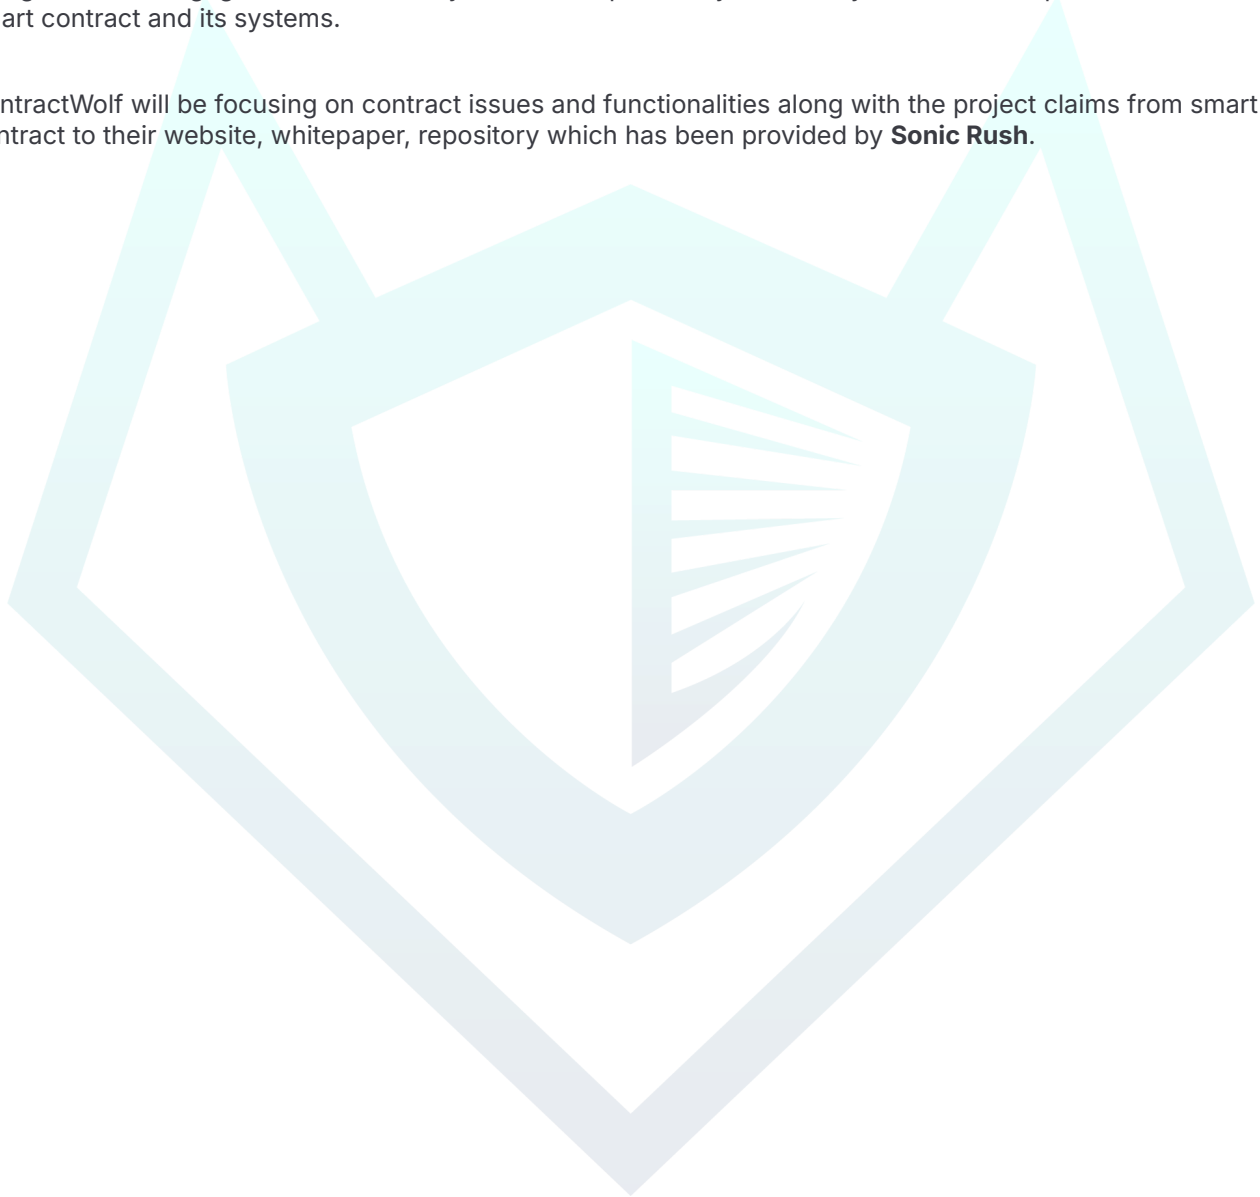 art contract and its systems.
ntractWolf will be focusing on contract issues and functionalities along with the project claims from smart
ntract to their website, whitepaper, repository which has been provided by Sonic Rush.